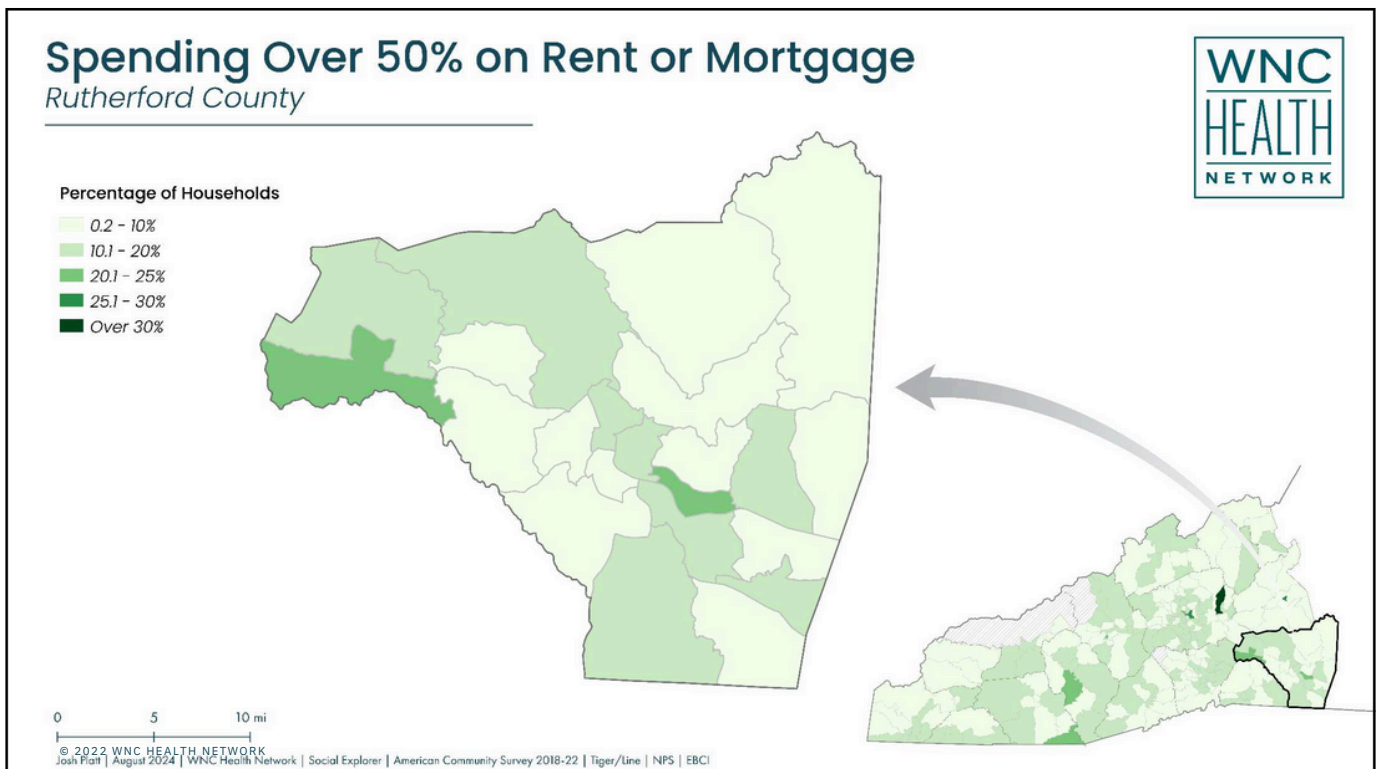 Spending Over 50% on Rent or Mortgage
Rutherford County
WNC
HEALTH
NETWORK
Percentage of Households
0.2 - 10%
10.1 - 20%
20.1 - 25%
25.1 - 30%
Over 30%
0 5 10 mi
© 2022 WNC HEALTH NETWORK
Josh Platt | August 2024 | WNC Health Network | Social Explorer | American Community Survey 2018-22 | Tiger/Line | NPS | EBCI